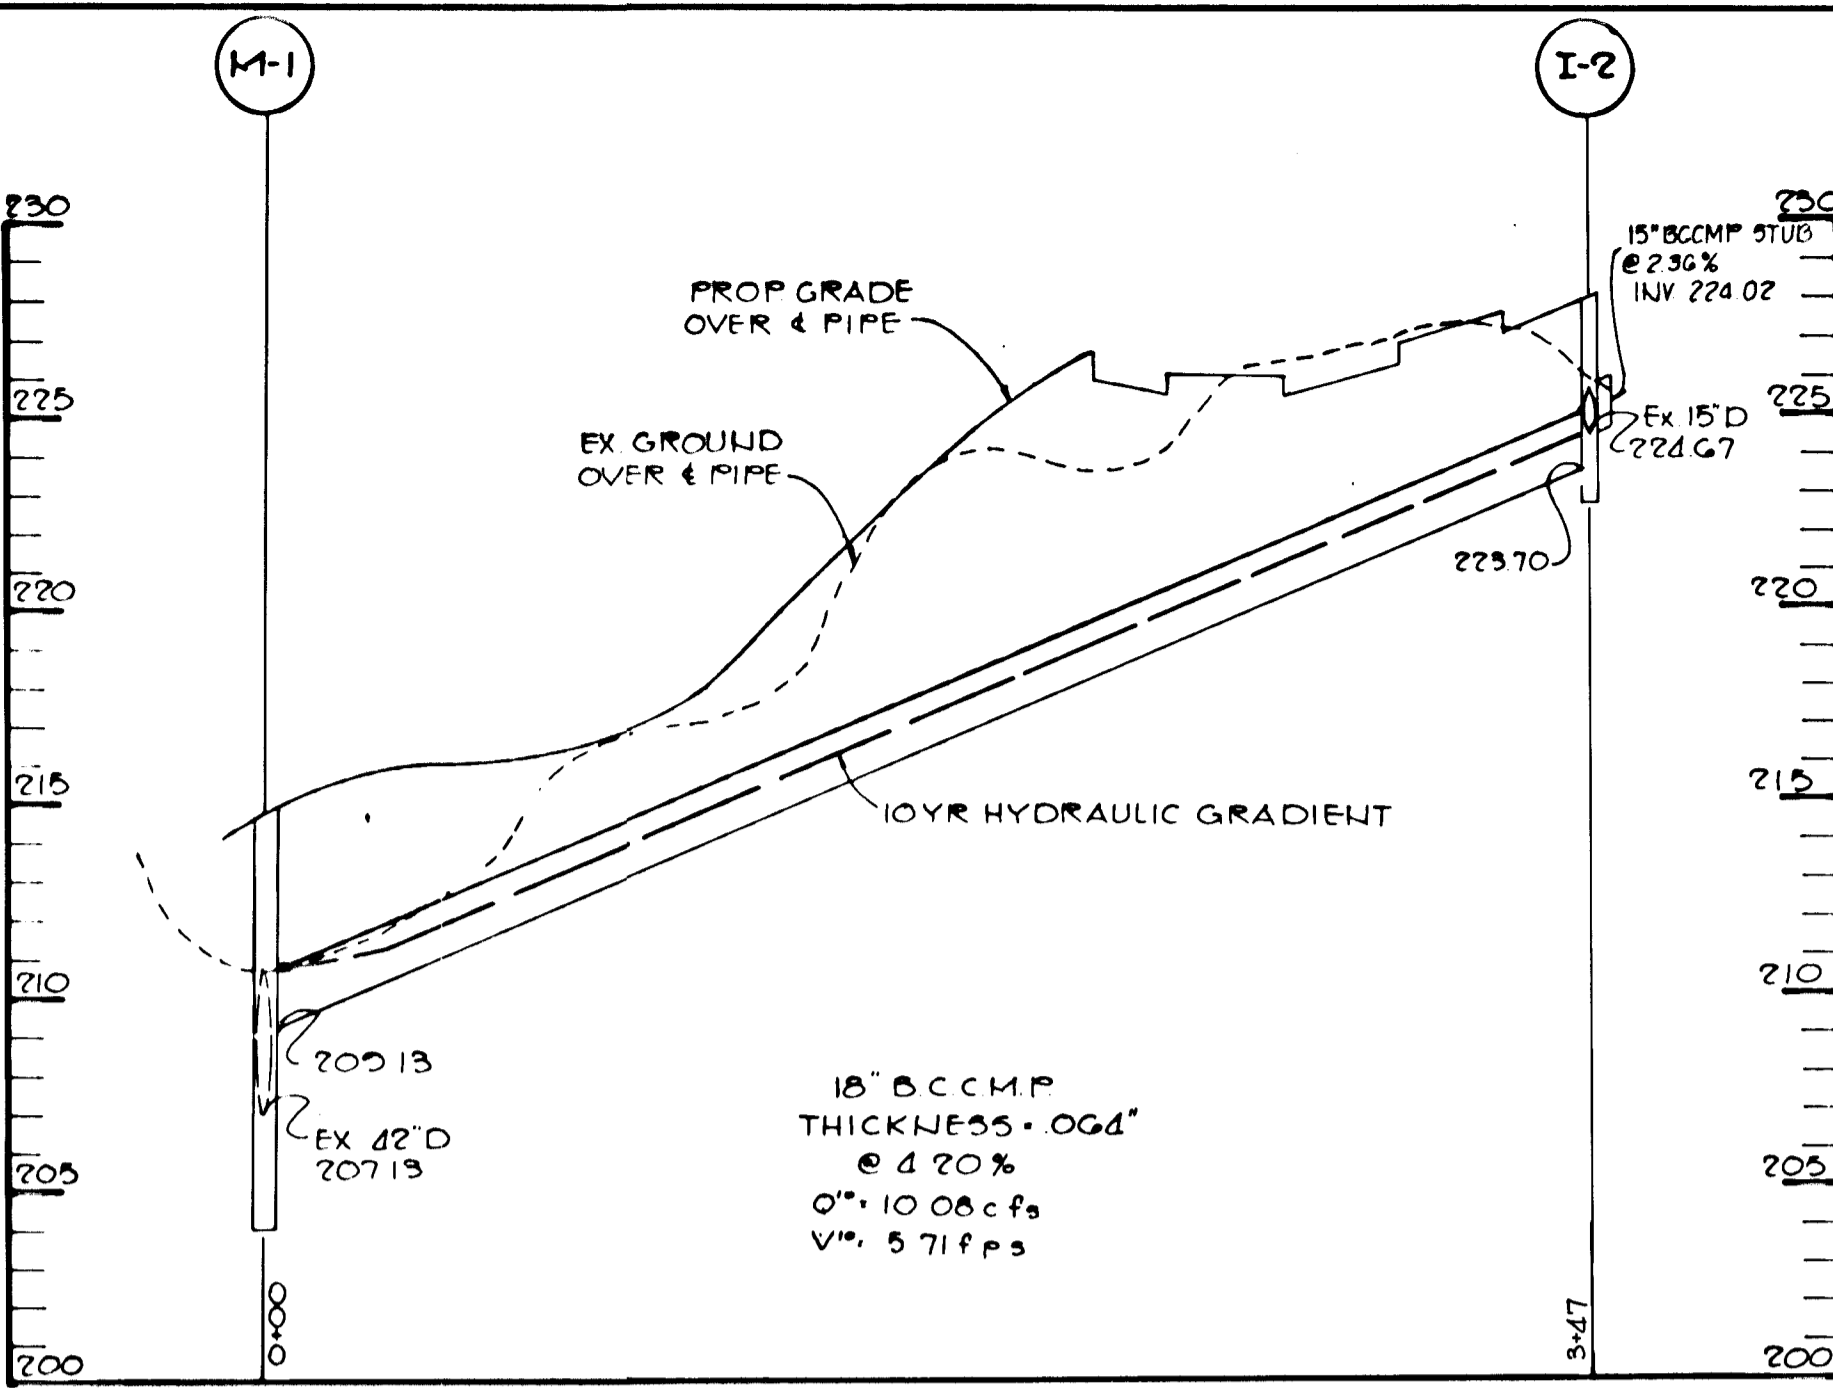 M-1
I-2
230
230
15" BCCMP STUB
@ 2.36%
INV. 224.02
PROP. GRADE
OVER ℄ PIPE
225
225
EX. GROUND
OVER ℄ PIPE
EX. 15" D
224.67
223.70
220
220
215
215
10 YR HYDRAULIC GRADIENT
210
210
209.13
18" B.C.C.M.P.
THICKNESS = .064"
@ 4.20%
EX 42" D
207.13
205
205
Q¹⁰ = 10.08 cfs
V¹⁰ = 5.71 fps
0+00
3+47
200
200